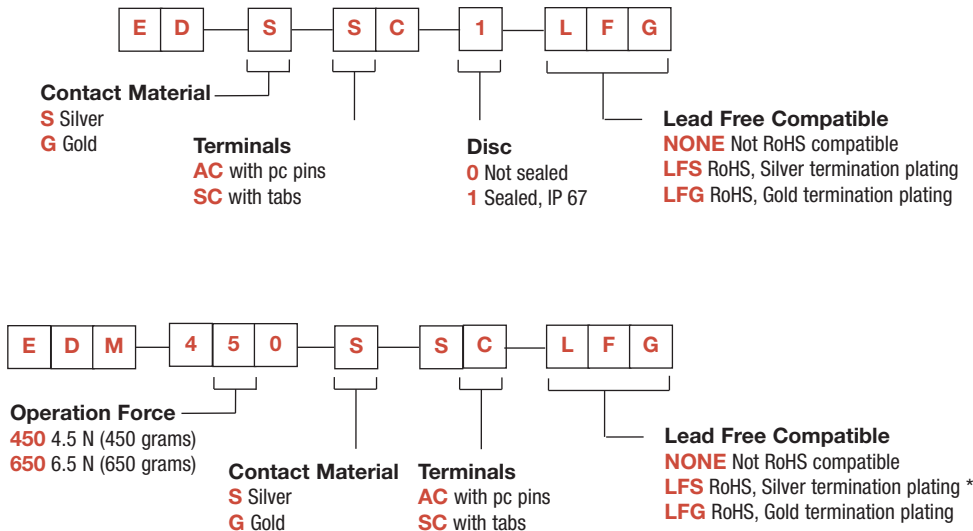 E D S S C 1 L F G
Contact Material
S Silver
G Gold
Terminals
AC with pc pins
SC with tabs
Disc
0 Not sealed
1 Sealed, IP 67
Lead Free Compatible
NONE Not RoHS compatible
LFS RoHS, Silver termination plating
LFG RoHS, Gold termination plating
E D M 4 5 0 S S C L F G
Operation Force
450 4.5 N (450 grams)
650 6.5 N (650 grams)
Contact Material
S Silver
G Gold
Terminals
AC with pc pins
SC with tabs
Lead Free Compatible
NONE Not RoHS compatible
LFS RoHS, Silver termination plating *
LFG RoHS, Gold termination plating